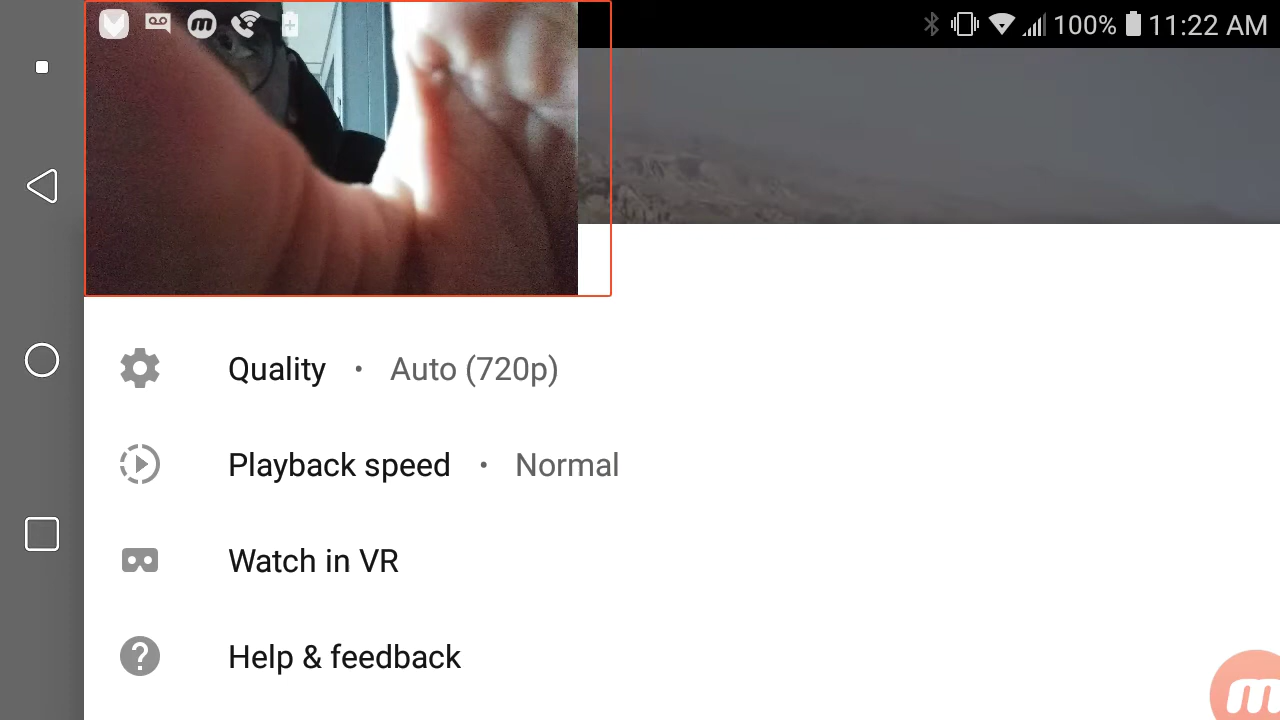 100% 11:22 AM
Quality • Auto (720p)
Playback speed • Normal
Watch in VR
Help & feedback